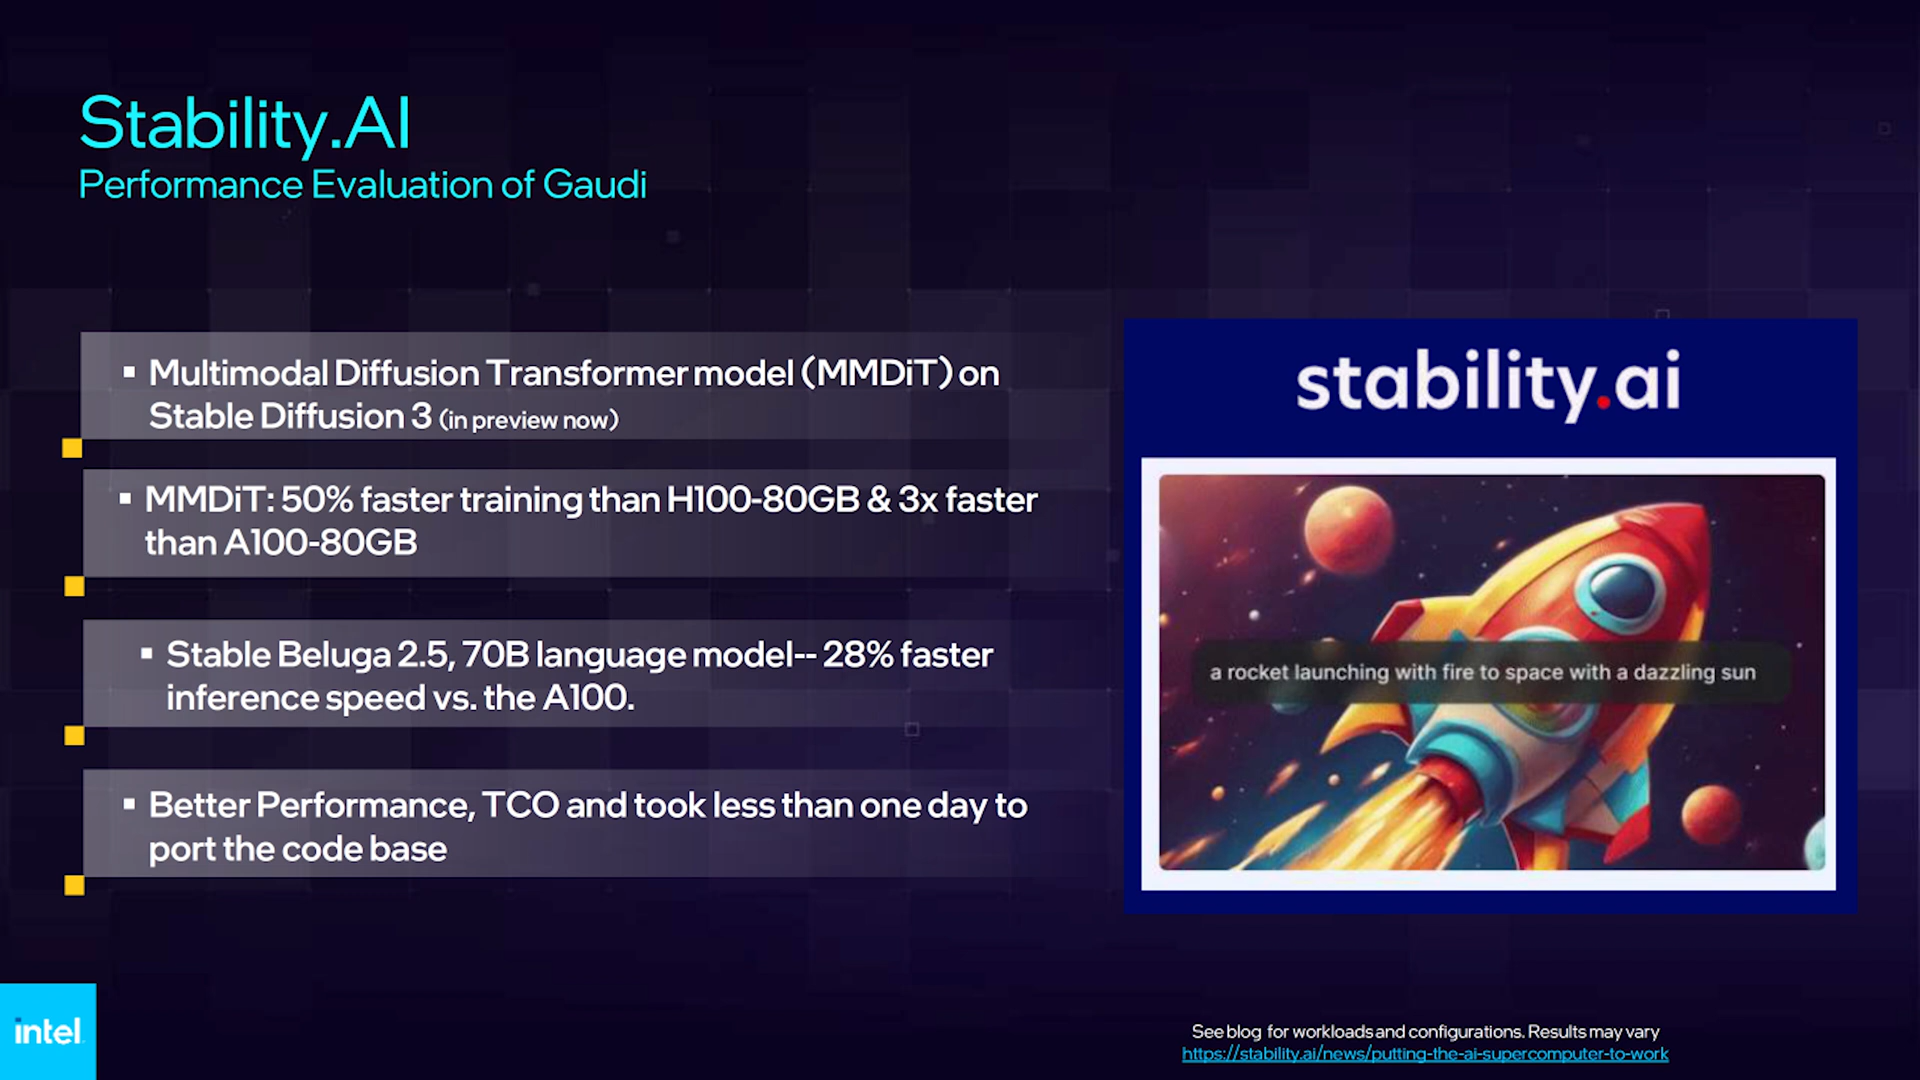 Stability.AI
Performance Evaluation of Gaudi
▪ Multimodal Diffusion Transformer model (MMDiT) on
Stable Diffusion 3 (in preview now)
▪ MMDiT: 50% faster training than H100-80GB & 3x faster
than A100-80GB
▪ Stable Beluga 2.5, 70B language model-- 28% faster
inference speed vs. the A100.
▪ Better Performance, TCO and took less than one day to
port the code base
stability.ai
a rocket launching with fire to space with a dazzling sun
intel
See blog for workloads and configurations. Results may vary
https://stability.ai/news/putting-the-ai-supercomputer-to-work